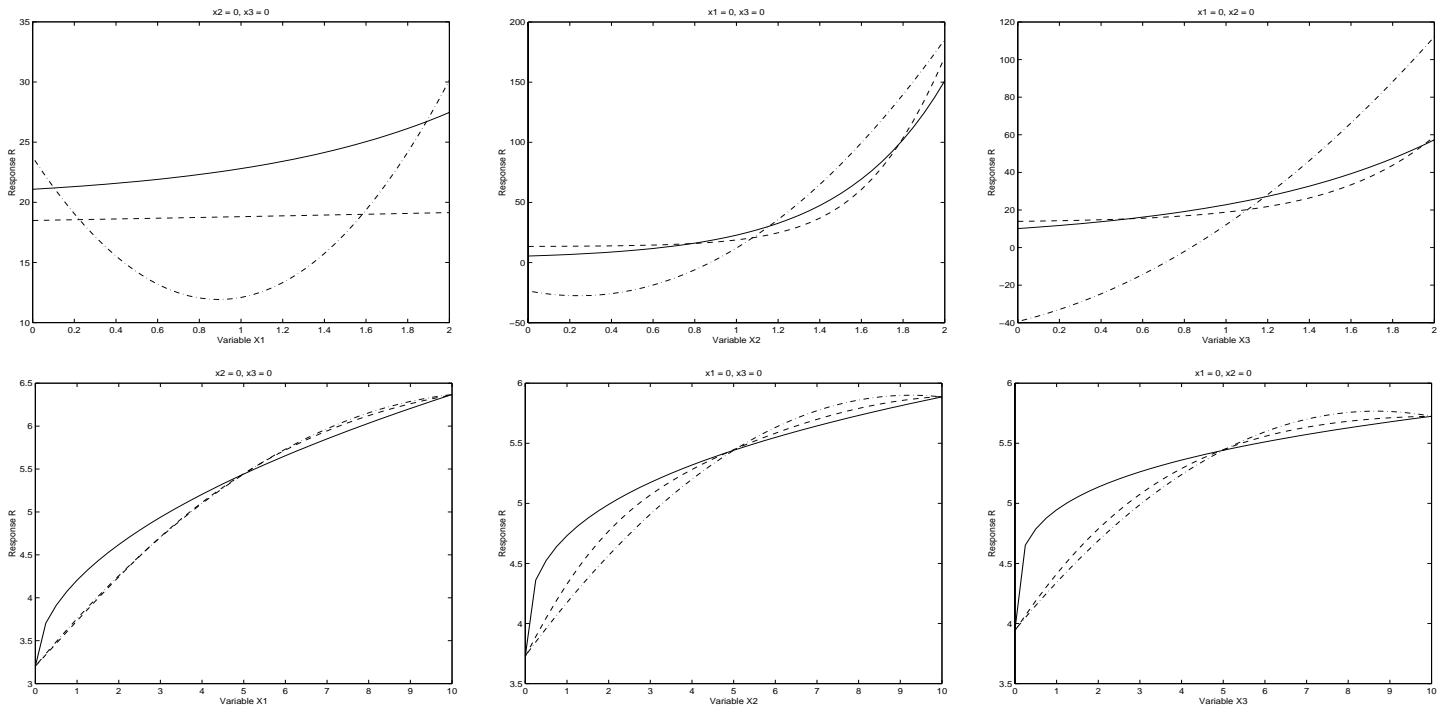 x2 = 0, x3 = 0
35
30
25
20
15
10
Response R
0 0.2 0.4 0.6 0.8 1 1.2 1.4 1.6 1.8 2
Variable X1
x1 = 0, x3 = 0
200
150
100
50
0
−50
Response R
0 0.2 0.4 0.6 0.8 1 1.2 1.4 1.6 1.8 2
Variable X2
x1 = 0, x2 = 0
120
100
80
60
40
20
0
−20
−40
Response R
0 0.2 0.4 0.6 0.8 1 1.2 1.4 1.6 1.8 2
Variable X3
x2 = 0, x3 = 0
6.5
6
5.5
5
4.5
4
3.5
3
Response R
0 1 2 3 4 5 6 7 8 9 10
Variable X1
x1 = 0, x3 = 0
6
5.5
5
4.5
4
3.5
Response R
0 1 2 3 4 5 6 7 8 9 10
Variable X2
x1 = 0, x2 = 0
6
5.5
5
4.5
4
3.5
Response R
0 1 2 3 4 5 6 7 8 9 10
Variable X3